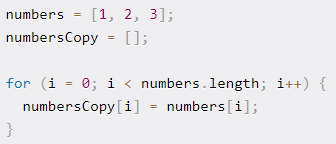 numbers = [1, 2, 3];
numbersCopy = [];

for (i = 0; i < numbers.length; i++) {
  numbersCopy[i] = numbers[i];
}